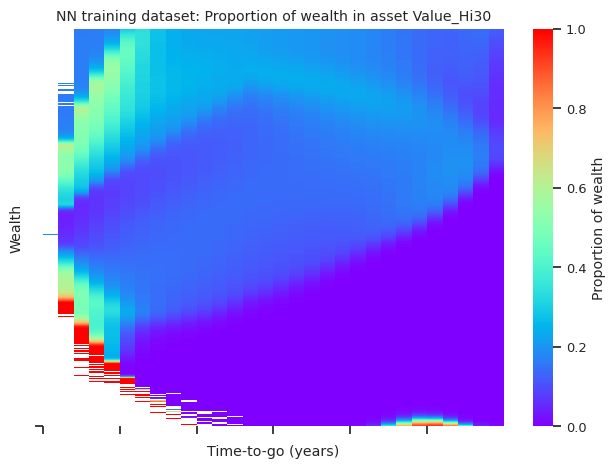 NN training dataset: Proportion of wealth in asset Value_Hi30
Wealth
Time-to-go (years)
1.0
0.8
0.6
0.4
0.2
0.0
Proportion of wealth